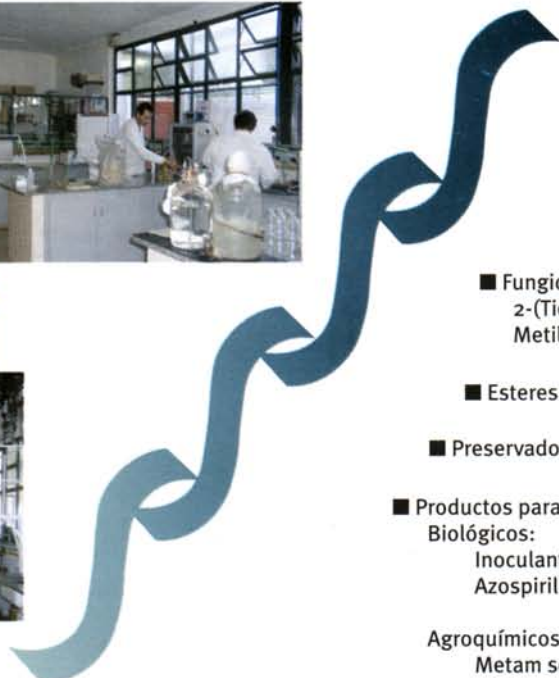 ■ Fungic
2-(Tio
Metil
■ Esteres
■ Preservado
■ Productos para
Biológicos:
Inoculant
Azospiril
Agroquímicos
Metam so